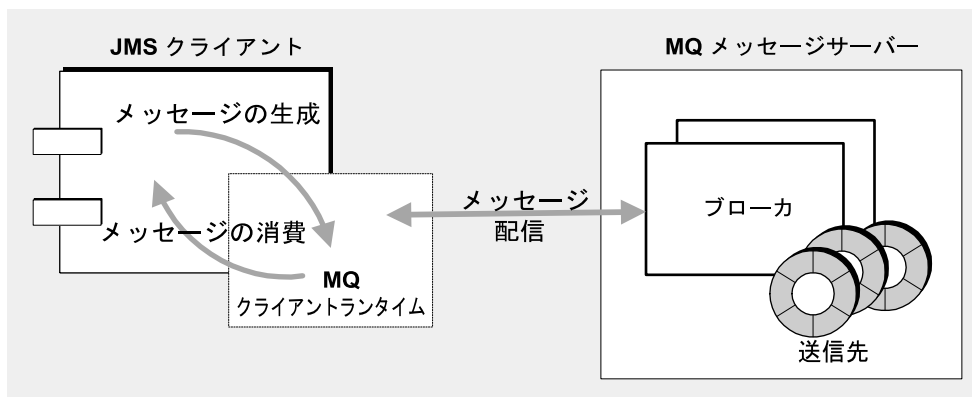 JMS クライアント
MQ メッセージサーバー
メッセージの生成
メッセージの消費
MQ
クライアントランタイム
メッセージ
配信
ブローカ
送信先